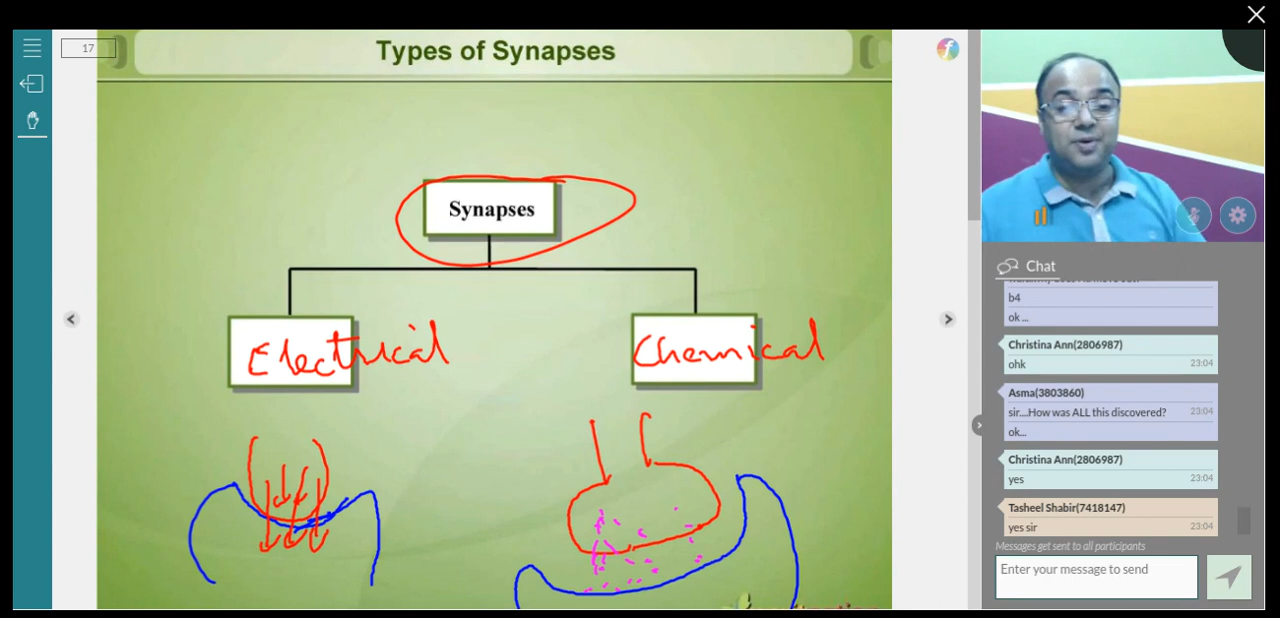 17
Types of Synapses
Synapses
Electrical
Chemical
Chat
b4
ok ...
Christina Ann(2806987)
ohk 23:04
Asma(3803860)
sir....How was ALL this discovered? 23:04
ok...
Christina Ann(2806987)
yes 23:04
Tasheel Shabir(7418147)
yes sir 23:04
Messages get sent to all participants
Enter your message to send